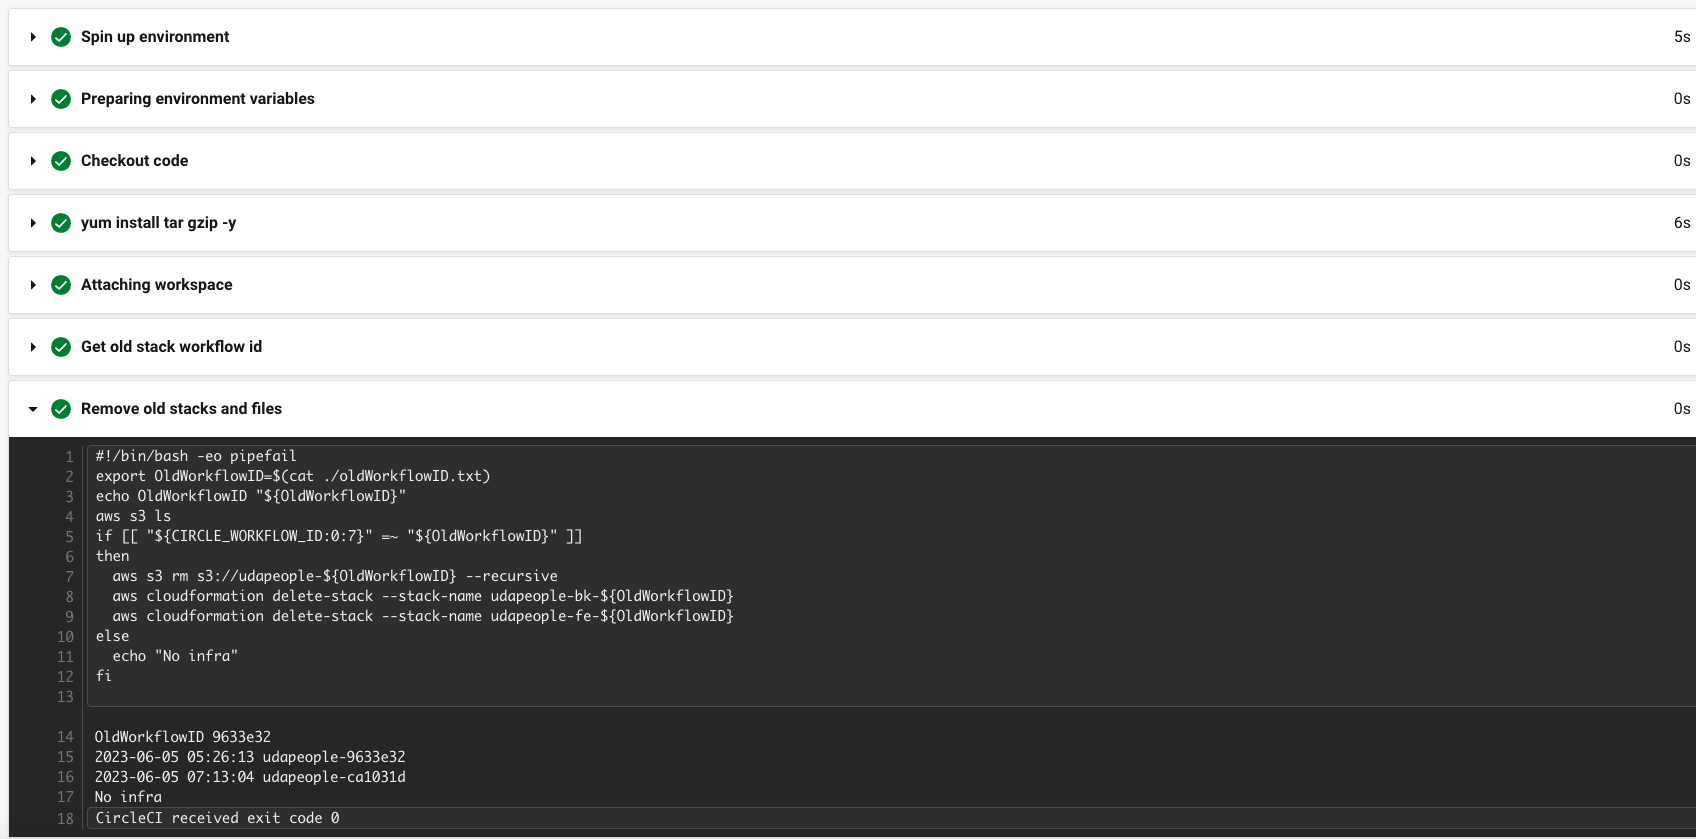 Spin up environment 5s
Preparing environment variables 0s
Checkout code 0s
yum install tar gzip -y 6s
Attaching workspace 0s
Get old stack workflow id 0s
Remove old stacks and files 0s
1 #!/bin/bash -eo pipefail
2 export OldWorkflowID=$(cat ./oldWorkflowID.txt)
3 echo OldWorkflowID "${OldWorkflowID}"
4 aws s3 ls
5 if [[ "${CIRCLE_WORKFLOW_ID:0:7}" =~ "${OldWorkflowID}" ]]
6 then
7   aws s3 rm s3://udapeople-${OldWorkflowID} --recursive
8   aws cloudformation delete-stack --stack-name udapeople-bk-${OldWorkflowID}
9   aws cloudformation delete-stack --stack-name udapeople-fe-${OldWorkflowID}
10 else
11   echo "No infra"
12 fi
13
14 OldWorkflowID 9633e32
15 2023-06-05 05:26:13 udapeople-9633e32
16 2023-06-05 07:13:04 udapeople-ca1031d
17 No infra
18 CircleCI received exit code 0